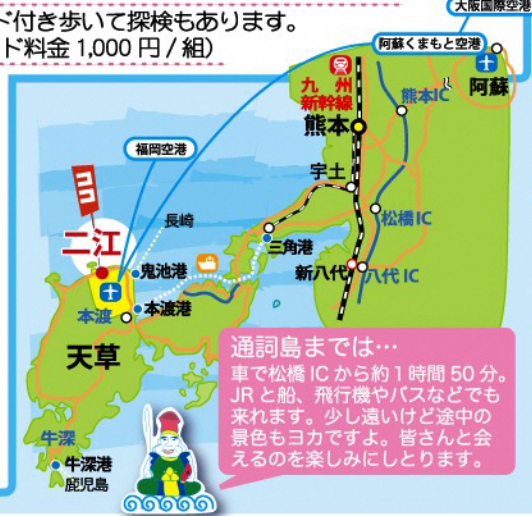 ド付き歩いて探検もあります。
ド料金1,000円/組）
大阪国際空港
阿蘇くまもと空港
阿蘇
九州
新幹線
熊本IC
熊本
福岡空港
宇土
ココ
長崎
松橋IC
二江
三角港
鬼池港
新八代
八代IC
本渡
本渡港
天草
通詞島までは…
車で松橋ICから約1時間50分。
JRと船、飛行機やバスなどでも
来れます。少し遠いけど途中の
景色もヨカですよ。皆さんと会
えるのを楽しみにしとります。
牛深
牛深港
鹿児島